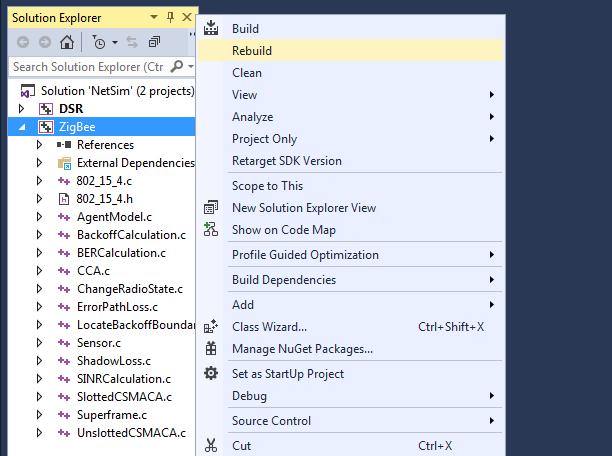 Solution Explorer
Search Solution Explorer (Ctr
Solution 'NetSim' (2 projects)
DSR
ZigBee
References
External Dependencies
802_15_4.c
802_15_4.h
AgentModel.c
BackoffCalculation.c
BERCalculation.c
CCA.c
ChangeRadioState.c
ErrorPathLoss.c
LocateBackoffBounda
Sensor.c
ShadowLoss.c
SINRCalculation.c
SlottedCSMACA.c
Superframe.c
UnslottedCSMACA.c
Build
Rebuild
Clean
View
Analyze
Project Only
Retarget SDK Version
Scope to This
New Solution Explorer View
Show on Code Map
Profile Guided Optimization
Build Dependencies
Add
Class Wizard... Ctrl+Shift+X
Manage NuGet Packages...
Set as StartUp Project
Debug
Source Control
Cut Ctrl+X